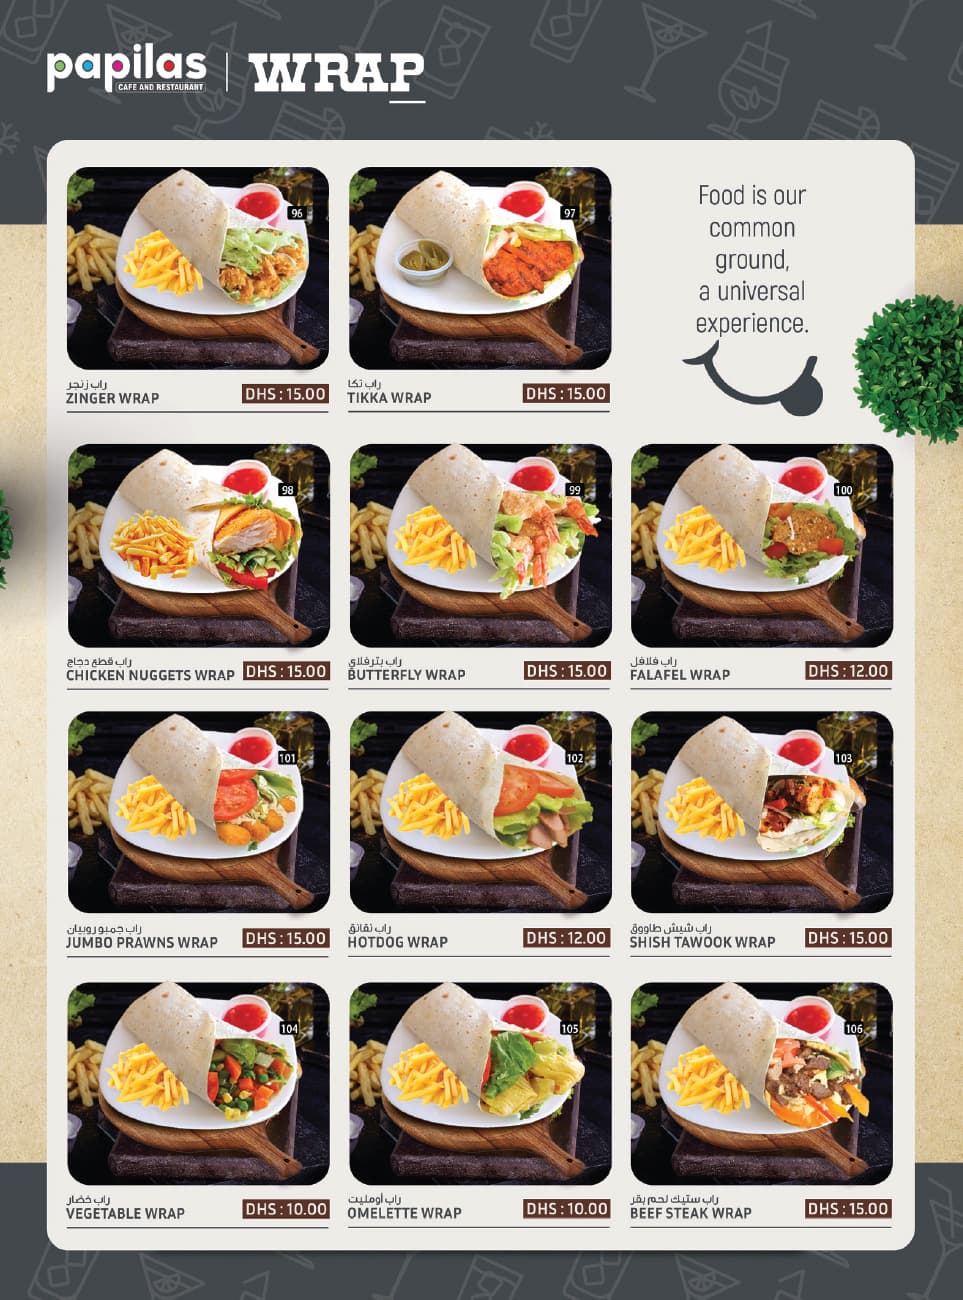 papilas
CAFE AND RESTAURANT
WRAP
Food is our
common
ground,
a universal
experience.
96
راب زنجر
ZINGER WRAP
DHS : 15.00
97
راب تكا
TIKKA WRAP
DHS : 15.00
98
راب قطع دجاج
CHICKEN NUGGETS WRAP
DHS : 15.00
99
راب بترفلاي
BUTTERFLY WRAP
DHS : 15.00
100
راب فلافل
FALAFEL WRAP
DHS : 12.00
101
راب جمبو روبيان
JUMBO PRAWNS WRAP
DHS : 15.00
102
راب نقانق
HOTDOG WRAP
DHS : 12.00
103
راب شيش طاووق
SHISH TAWOOK WRAP
DHS : 15.00
104
راب خضار
VEGETABLE WRAP
DHS : 10.00
105
راب أومليت
OMELETTE WRAP
DHS : 10.00
106
راب ستيك لحم بقر
BEEF STEAK WRAP
DHS : 15.00